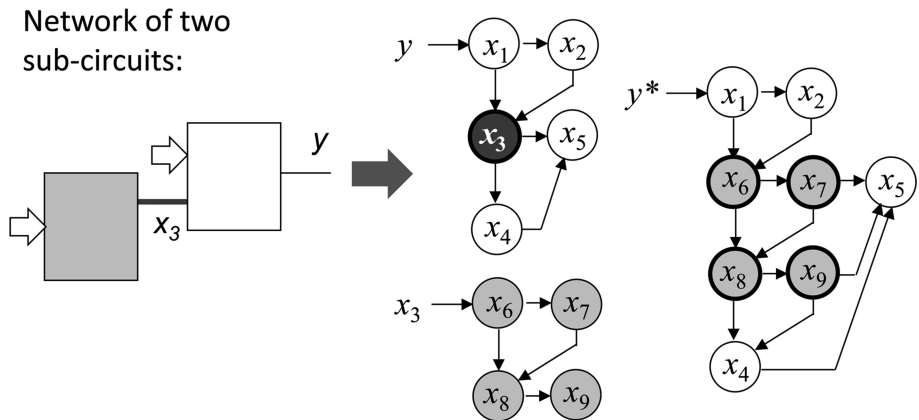 Network of two
sub-circuits:
y
x3
y
x1
x2
x3
x5
x4
x3
x6
x7
x8
x9
y*
x1
x2
x6
x7
x5
x8
x9
x4